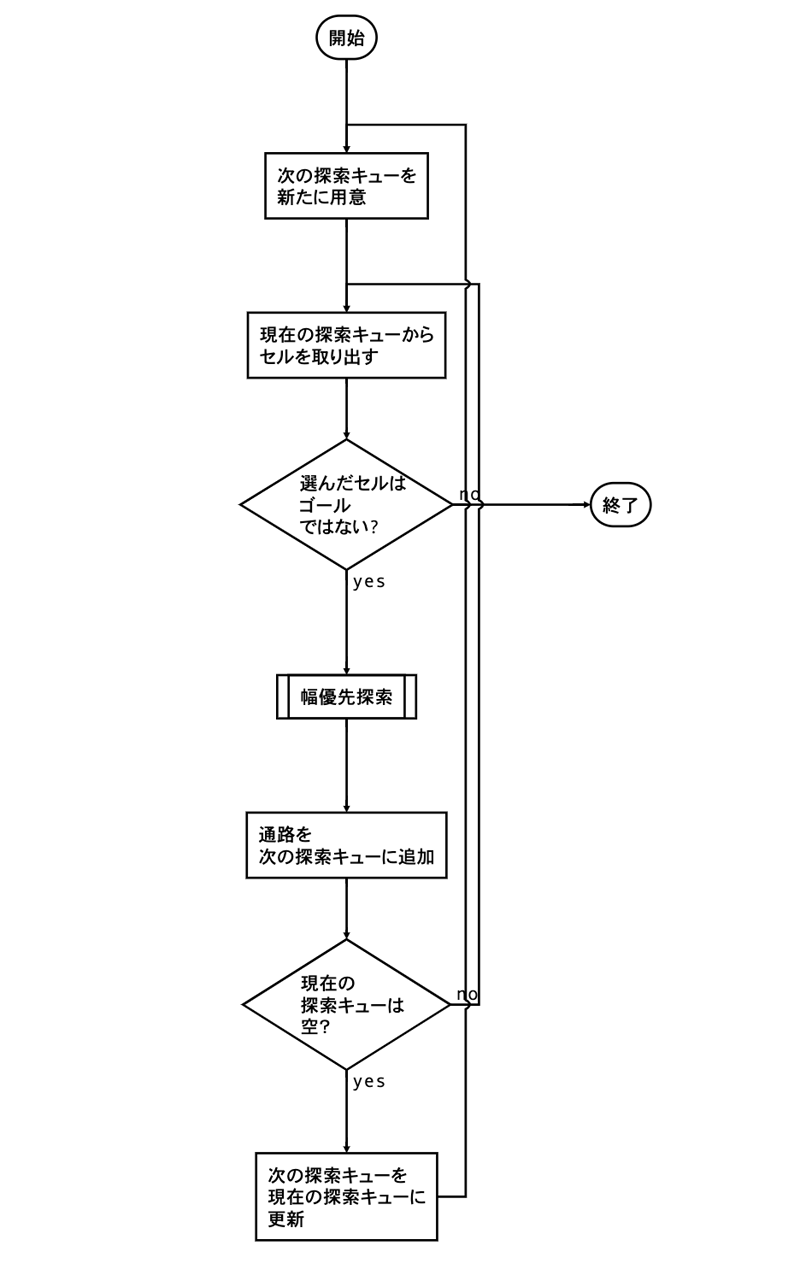 開始
次の探索キューを
新たに用意
現在の探索キューから
セルを取り出す
選んだセルは
ゴール
ではない?
no
終了
yes
幅優先探索
通路を
次の探索キューに追加
現在の
探索キューは
空?
no
yes
次の探索キューを
現在の探索キューに
更新